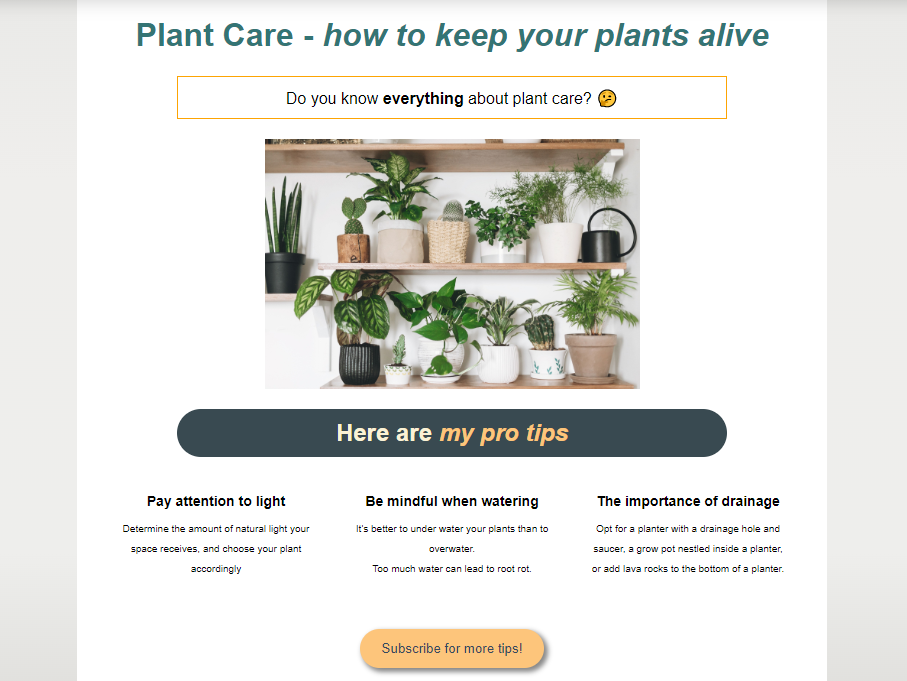 Plant Care - how to keep your plants alive
Do you know everything about plant care? 🤔
Here are my pro tips
Pay attention to light
Determine the amount of natural light your
space receives, and choose your plant
accordingly
Be mindful when watering
It's better to under water your plants than to
overwater.
Too much water can lead to root rot.
The importance of drainage
Opt for a planter with a drainage hole and
saucer, a grow pot nestled inside a planter,
or add lava rocks to the bottom of a planter.
Subscribe for more tips!